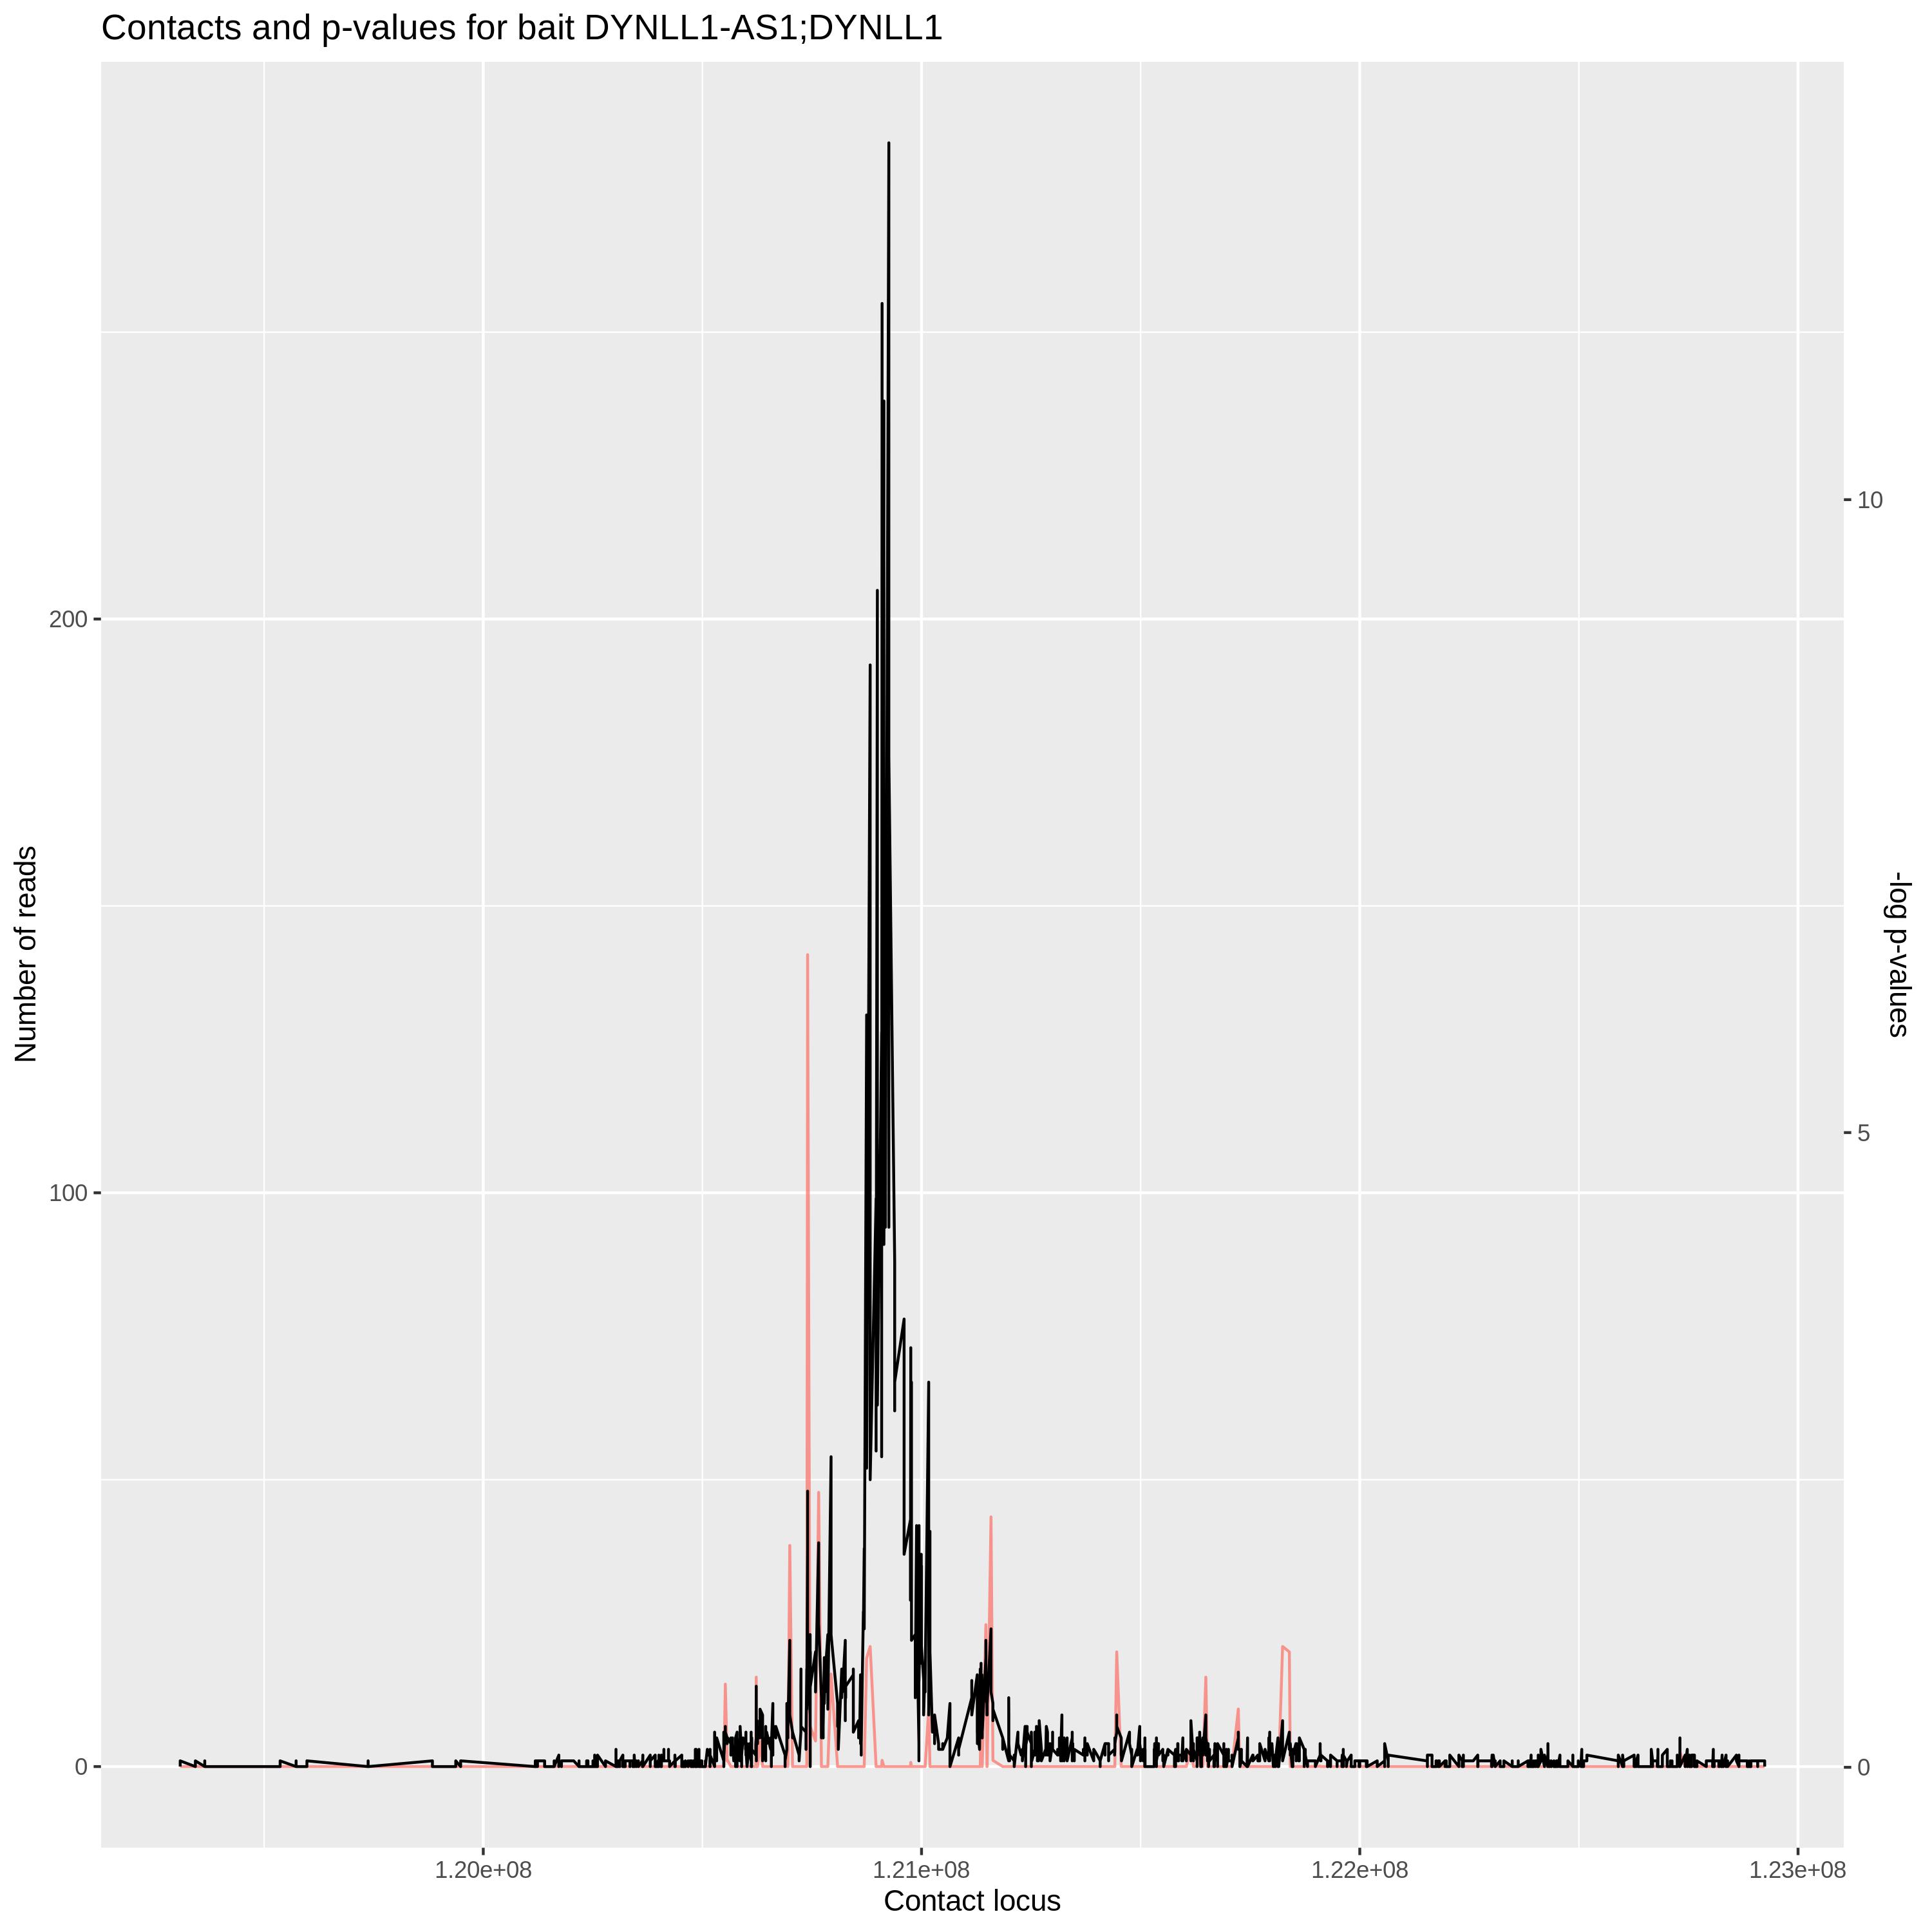 Contacts and p-values for bait DYNLL1-AS1;DYNLL1
Number of reads
200
100
0
10
5
0
-log p-values
1.20e+08
1.21e+08
1.22e+08
1.23e+08
Contact locus